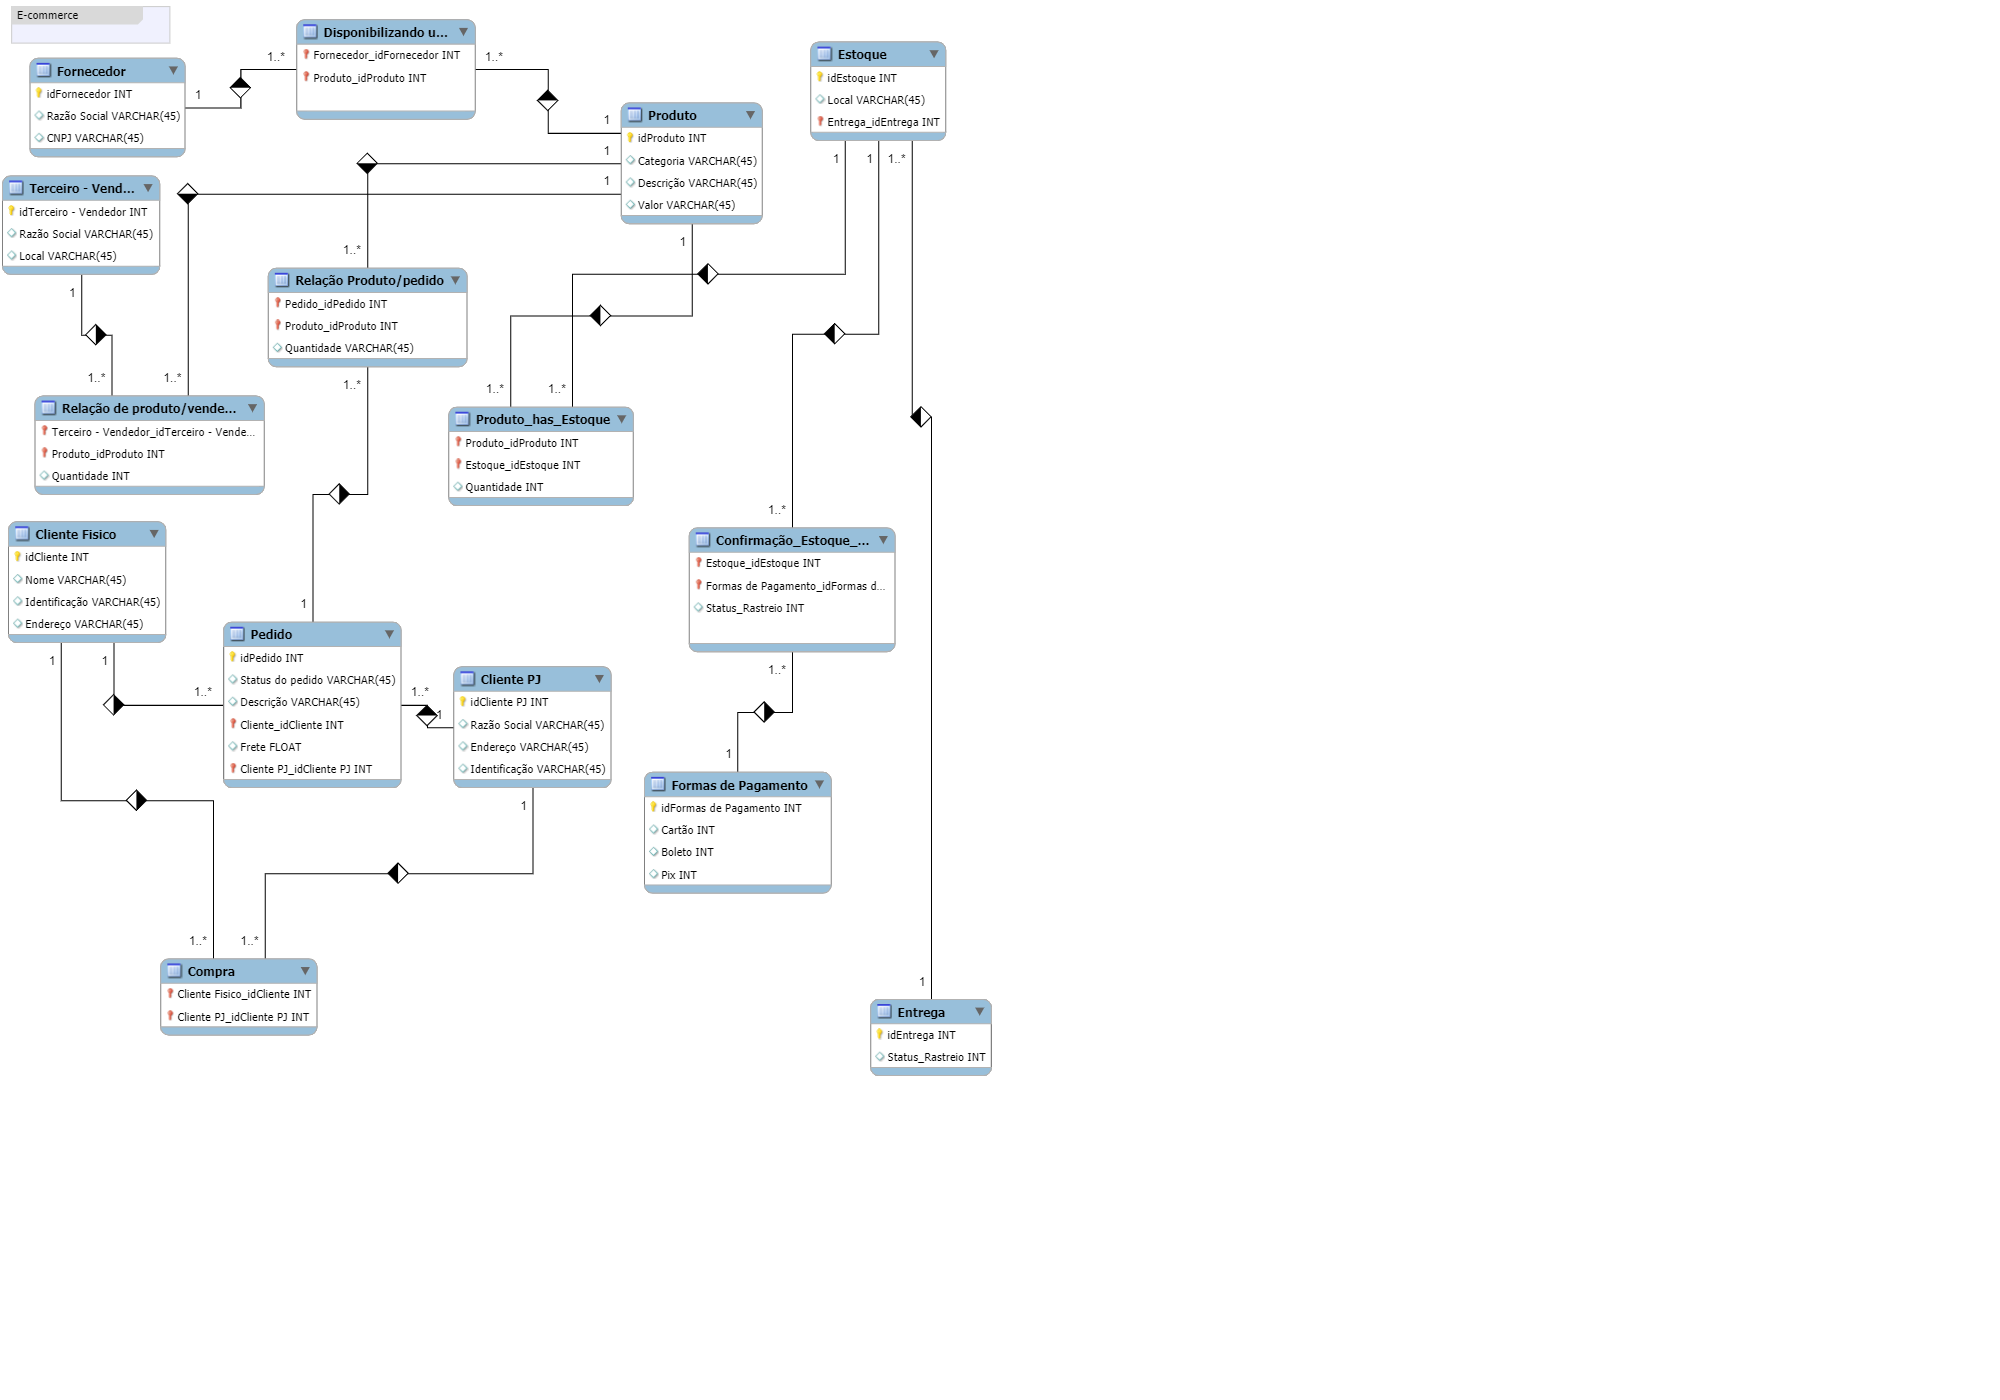 E-commerce
Fornecedor
idFornecedor INT
Razão Social VARCHAR(45)
CNPJ VARCHAR(45)
1
1..*
Disponibilizando u...
Fornecedor_idFornecedor INT
Produto_idProduto INT
1..*
1
Produto
idProduto INT
Categoria VARCHAR(45)
Descrição VARCHAR(45)
Valor VARCHAR(45)
1
1
1
Estoque
idEstoque INT
Local VARCHAR(45)
Entrega_idEntrega INT
1
1
1..*
Terceiro - Vend...
idTerceiro - Vendedor INT
Razão Social VARCHAR(45)
Local VARCHAR(45)
1
1..*
1..*
1..*
Relação Produto/pedido
Pedido_idPedido INT
Produto_idProduto INT
Quantidade VARCHAR(45)
1..*
Relação de produto/vende...
Terceiro - Vendedor_idTerceiro - Vende...
Produto_idProduto INT
Quantidade INT
1..*
1..*
Produto_has_Estoque
Produto_idProduto INT
Estoque_idEstoque INT
Quantidade INT
1..*
Confirmação_Estoque_...
Estoque_idEstoque INT
Formas de Pagamento_idFormas d...
Status_Rastreio INT
1..*
Cliente Fisico
idCliente INT
Nome VARCHAR(45)
Identificação VARCHAR(45)
Endereço VARCHAR(45)
1
1
1..*
1
Pedido
idPedido INT
Status do pedido VARCHAR(45)
Descrição VARCHAR(45)
Cliente_idCliente INT
Frete FLOAT
Cliente PJ_idCliente PJ INT
1..*
1
Cliente PJ
idCliente PJ INT
Razão Social VARCHAR(45)
Endereço VARCHAR(45)
Identificação VARCHAR(45)
1
1
Formas de Pagamento
idFormas de Pagamento INT
Cartão INT
Boleto INT
Pix INT
1..*
1..*
Compra
Cliente Fisico_idCliente INT
Cliente PJ_idCliente PJ INT
1
Entrega
idEntrega INT
Status_Rastreio INT